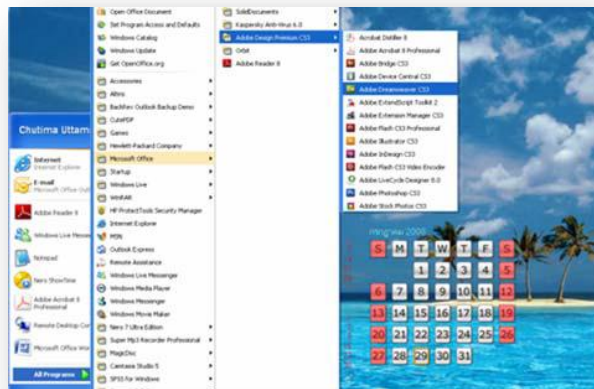 Chutima Uttam
Internet
Internet Explorer
E-mail
Microsoft Office Out
Adobe Reader 8
Windows Live Messe
Notepad
Nero ShowTime
Adobe Acrobat 8
Professional
Remote Desktop Con
Microsoft Office Wor
All Programs
Open Office Document
Set Program Access and Defaults
Windows Catalog
Windows Update
Get OpenOffice.org
Accessories
Altiris
BackRex Outlook Backup Demo
CutePDF
Games
Hewlett-Packard Company
Microsoft Office
Startup
Windows Live
WinRAR
HP ProtectTools Security Manager
Internet Explorer
MSN
Outlook Express
Remote Assistance
Windows Live Messenger
Windows Media Player
Windows Messenger
Windows Movie Maker
Nero 7 Ultra Edition
Super Mp3 Recorder Professional
MagicDisc
Camtasia Studio 5
SPSS for Windows
SolidDocuments
Kaspersky Anti-Virus 6.0
Adobe Design Premium CS3
Orbit
Adobe Reader 8
Acrobat Distiller 8
Adobe Acrobat 8 Professional
Adobe Bridge CS3
Adobe Device Central CS3
Adobe Dreamweaver CS3
Adobe ExtendScript Toolkit 2
Adobe Extension Manager CS3
Adobe Flash CS3 Professional
Adobe Illustrator CS3
Adobe InDesign CS3
Adobe Flash CS3 Video Encoder
Adobe LiveCycle Designer 8.0
Adobe Photoshop CS3
Adobe Stock Photos CS3
S M T W T F S
1 2 3 4 5
6 7 8 9 10 11 12
13 14 15 16 17 18 19
20 21 22 23 24 25 26
27 28 29 30 31